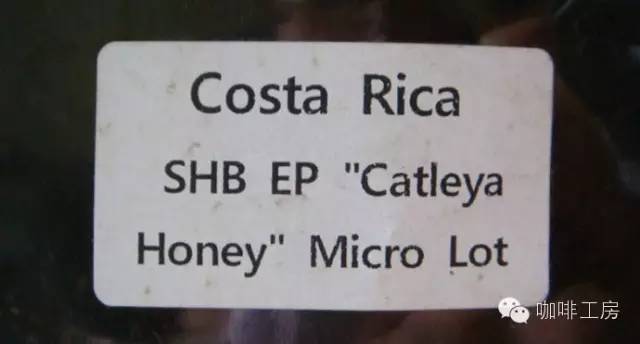 Costa Rica
SHB EP "Catleya
Honey" Micro Lot
咖啡工房